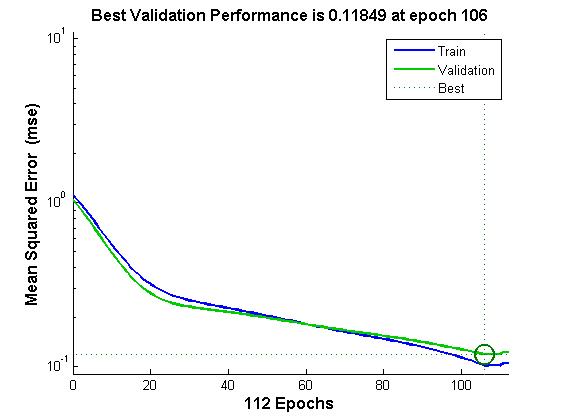 Best Validation Performance is 0.11849 at epoch 106
Mean Squared Error (mse)
10^1
10^0
10^-1
Train
Validation
Best
0 20 40 60 80 100
112 Epochs